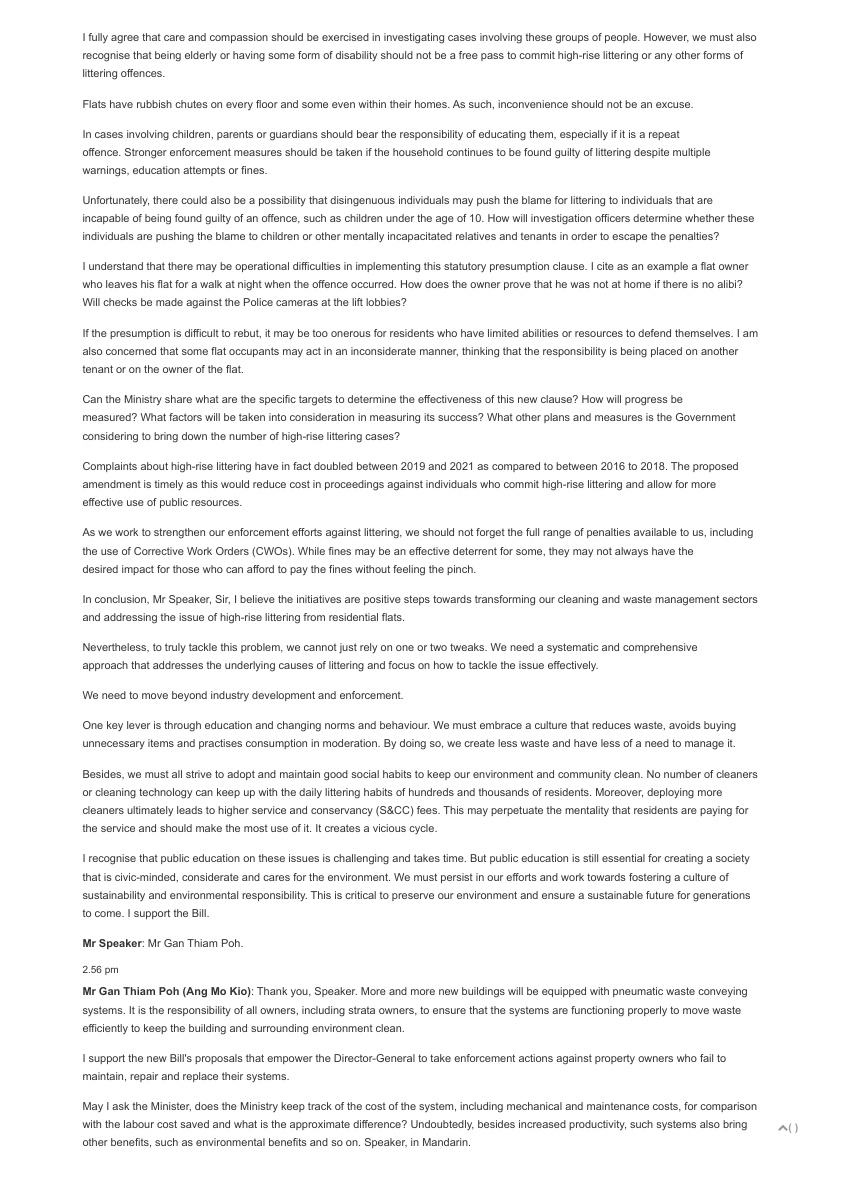 I fully agree that care and compassion should be exercised in investigating cases involving these groups of people. However, we must also
recognise that being elderly or having some form of disability should not be a free pass to commit high-rise littering or any other forms of
littering offences.
Flats have rubbish chutes on every floor and some even within their homes. As such, inconvenience should not be an excuse.
In cases involving children, parents or guardians should bear the responsibility of educating them, especially if it is a repeat
offence. Stronger enforcement measures should be taken if the household continues to be found guilty of littering despite multiple
warnings, education attempts or fines.
Unfortunately, there could also be a possibility that disingenuous individuals may push the blame for littering to individuals that are
incapable of being found guilty of an offence, such as children under the age of 10. How will investigation officers determine whether these
individuals are pushing the blame to children or other mentally incapacitated relatives and tenants in order to escape the penalties?
I understand that there may be operational difficulties in implementing this statutory presumption clause. I cite as an example a flat owner
who leaves his flat for a walk at night when the offence occurred. How does the owner prove that he was not at home if there is no alibi?
Will checks be made against the Police cameras at the lift lobbies?
If the presumption is difficult to rebut, it may be too onerous for residents who have limited abilities or resources to defend themselves. I am
also concerned that some flat occupants may act in an inconsiderate manner, thinking that the responsibility is being placed on another
tenant or on the owner of the flat.
Can the Ministry share what are the specific targets to determine the effectiveness of this new clause? How will progress be
measured? What factors will be taken into consideration in measuring its success? What other plans and measures is the Government
considering to bring down the number of high-rise littering cases?
Complaints about high-rise littering have in fact doubled between 2019 and 2021 as compared to between 2016 to 2018. The proposed
amendment is timely as this would reduce cost in proceedings against individuals who commit high-rise littering and allow for more
effective use of public resources.
As we work to strengthen our enforcement efforts against littering, we should not forget the full range of penalties available to us, including
the use of Corrective Work Orders (CWOs). While fines may be an effective deterrent for some, they may not always have the
desired impact for those who can afford to pay the fines without feeling the pinch.
In conclusion, Mr Speaker, Sir, I believe the initiatives are positive steps towards transforming our cleaning and waste management sectors
and addressing the issue of high-rise littering from residential flats.
Nevertheless, to truly tackle this problem, we cannot just rely on one or two tweaks. We need a systematic and comprehensive
approach that addresses the underlying causes of littering and focus on how to tackle the issue effectively.
We need to move beyond industry development and enforcement.
One key lever is through education and changing norms and behaviour. We must embrace a culture that reduces waste, avoids buying
unnecessary items and practises consumption in moderation. By doing so, we create less waste and have less of a need to manage it.
Besides, we must all strive to adopt and maintain good social habits to keep our environment and community clean. No number of cleaners
or cleaning technology can keep up with the daily littering habits of hundreds and thousands of residents. Moreover, deploying more
cleaners ultimately leads to higher service and conservancy (S&CC) fees. This may perpetuate the mentality that residents are paying for
the service and should make the most use of it. It creates a vicious cycle.
I recognise that public education on these issues is challenging and takes time. But public education is still essential for creating a society
that is civic-minded, considerate and cares for the environment. We must persist in our efforts and work towards fostering a culture of
sustainability and environmental responsibility. This is critical to preserve our environment and ensure a sustainable future for generations
to come. I support the Bill.
Mr Speaker: Mr Gan Thiam Poh.
2.56 pm
Mr Gan Thiam Poh (Ang Mo Kio): Thank you, Speaker. More and more new buildings will be equipped with pneumatic waste conveying
systems. It is the responsibility of all owners, including strata owners, to ensure that the systems are functioning properly to move waste
efficiently to keep the building and surrounding environment clean.
I support the new Bill's proposals that empower the Director-General to take enforcement actions against property owners who fail to
maintain, repair and replace their systems.
May I ask the Minister, does the Ministry keep track of the cost of the system, including mechanical and maintenance costs, for comparison
with the labour cost saved and what is the approximate difference? Undoubtedly, besides increased productivity, such systems also bring
other benefits, such as environmental benefits and so on. Speaker, in Mandarin.
( )